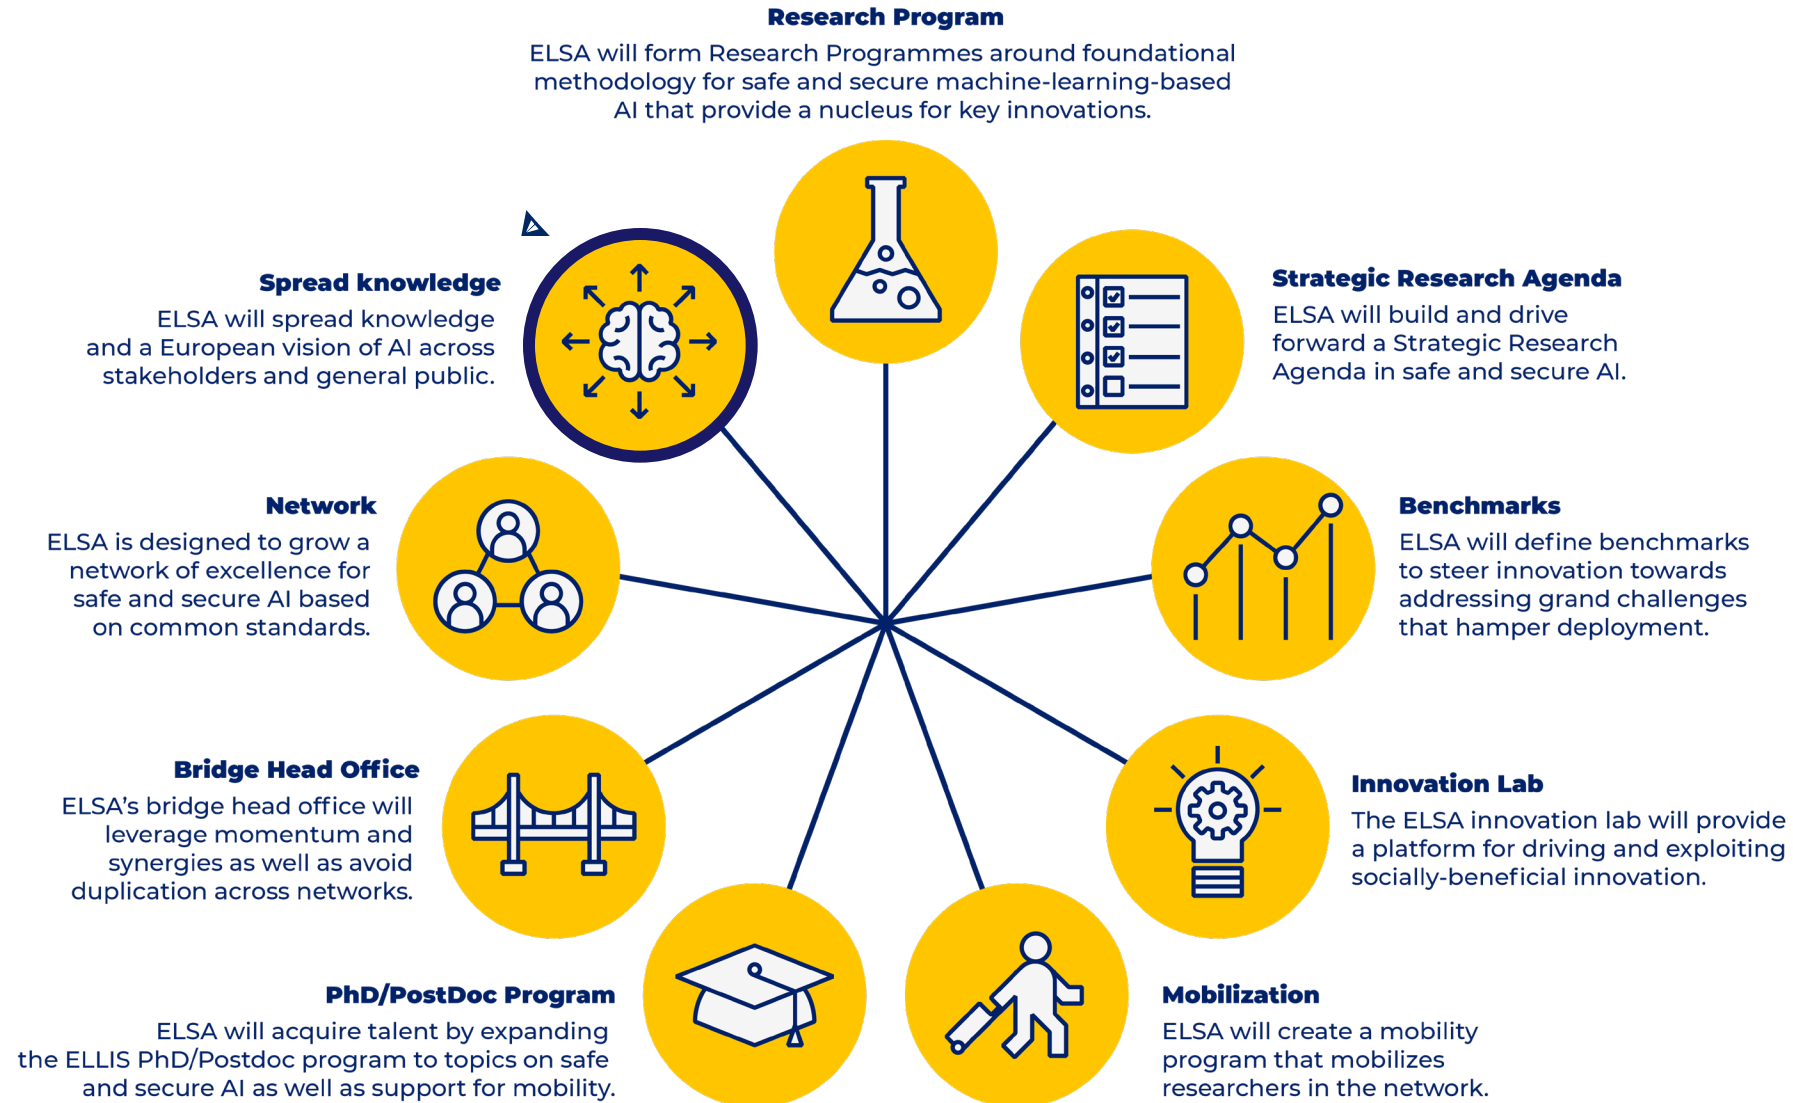 Research Program
ELSA will form Research Programmes around foundational
methodology for safe and secure machine-learning-based
AI that provide a nucleus for key innovations.
Spread knowledge
ELSA will spread knowledge
and a European vision of AI across
stakeholders and general public.
Strategic Research Agenda
ELSA will build and drive
forward a Strategic Research
Agenda in safe and secure AI.
Network
ELSA is designed to grow a
network of excellence for
safe and secure AI based
on common standards.
Benchmarks
ELSA will define benchmarks
to steer innovation towards
addressing grand challenges
that hamper deployment.
Bridge Head Office
ELSA’s bridge head office will
leverage momentum and
synergies as well as avoid
duplication across networks.
Innovation Lab
The ELSA innovation lab will provide
a platform for driving and exploiting
socially-beneficial innovation.
PhD/PostDoc Program
ELSA will acquire talent by expanding
the ELLIS PhD/Postdoc program to topics on safe
and secure AI as well as support for mobility.
Mobilization
ELSA will create a mobility
program that mobilizes
researchers in the network.